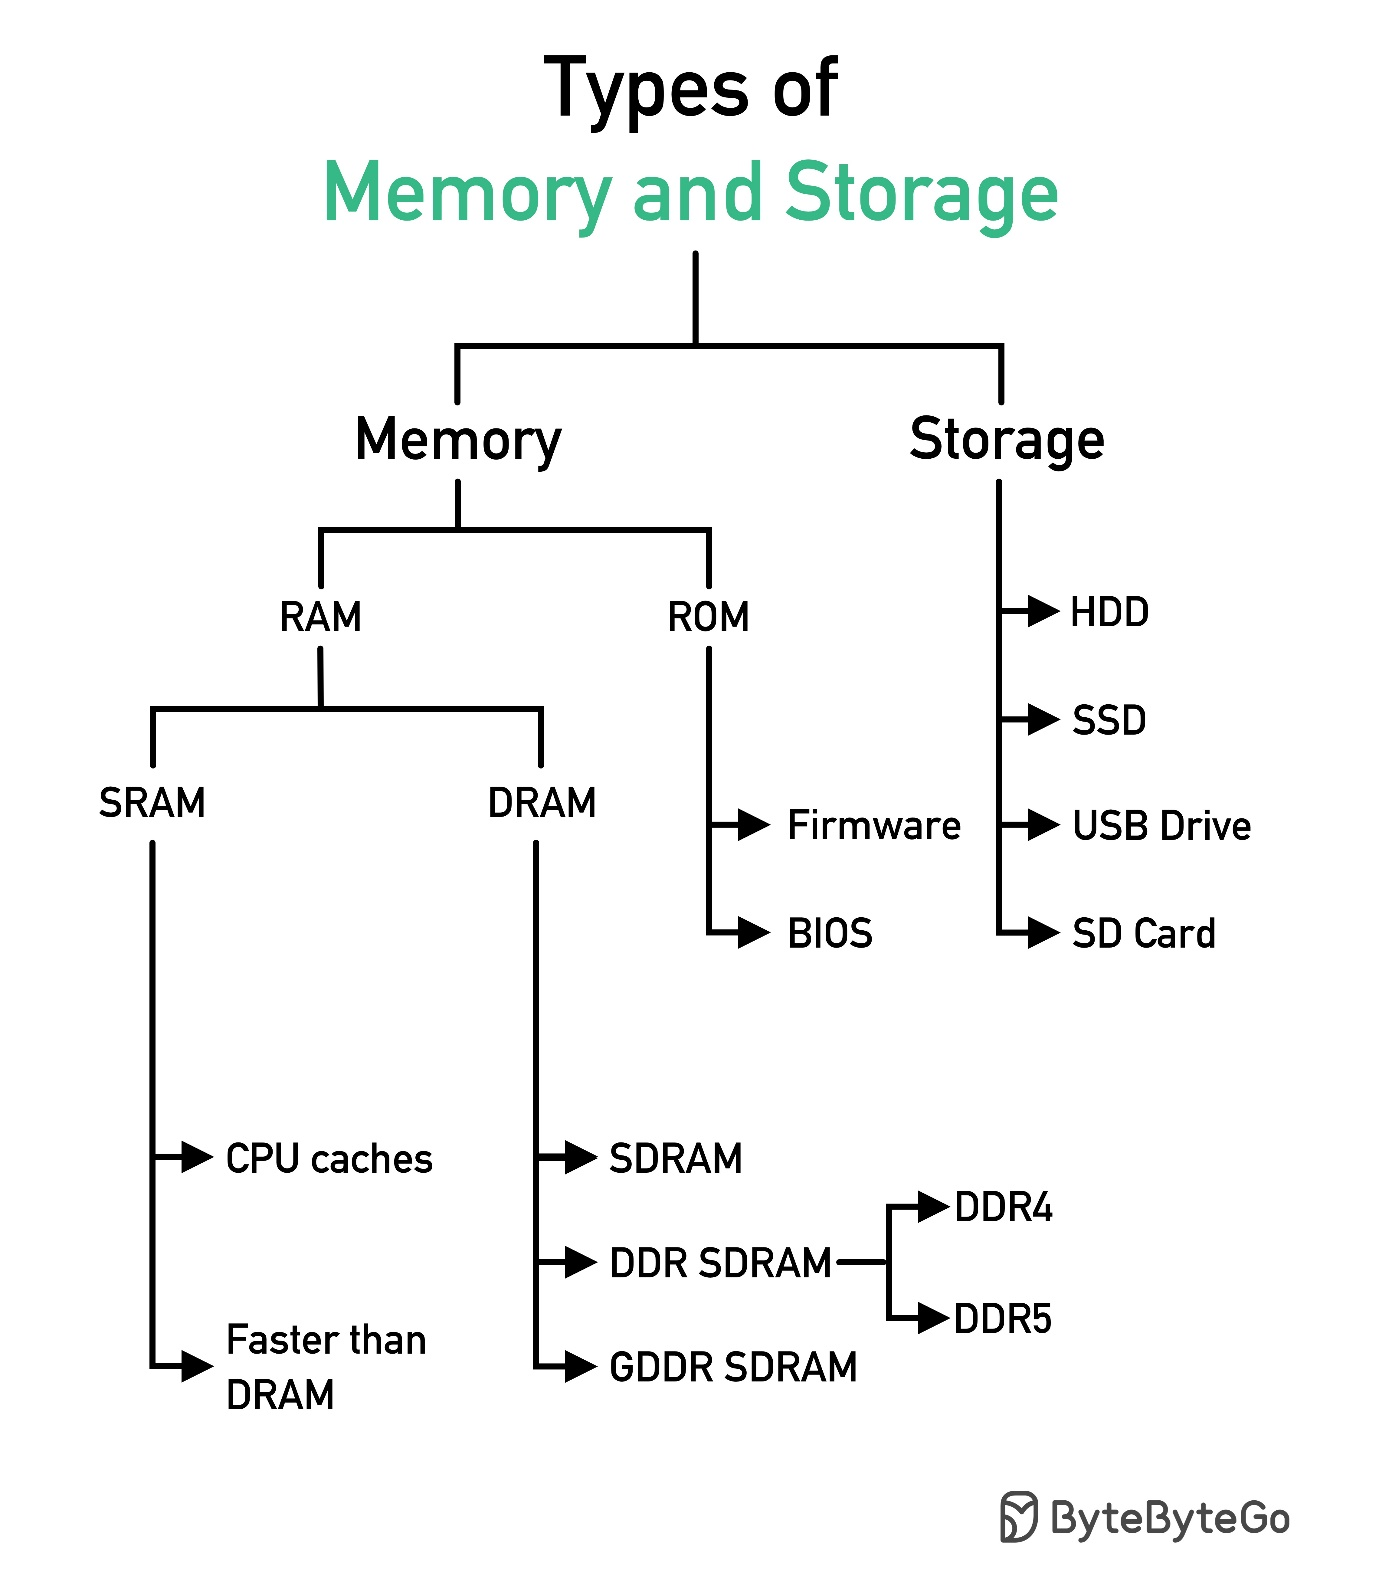 Types of
Memory and Storage
Memory
Storage
RAM
ROM
HDD
SSD
SRAM
DRAM
Firmware
USB Drive
BIOS
SD Card
CPU caches
SDRAM
DDR4
DDR SDRAM
DDR5
Faster than
DRAM
GDDR SDRAM
ByteByteGo